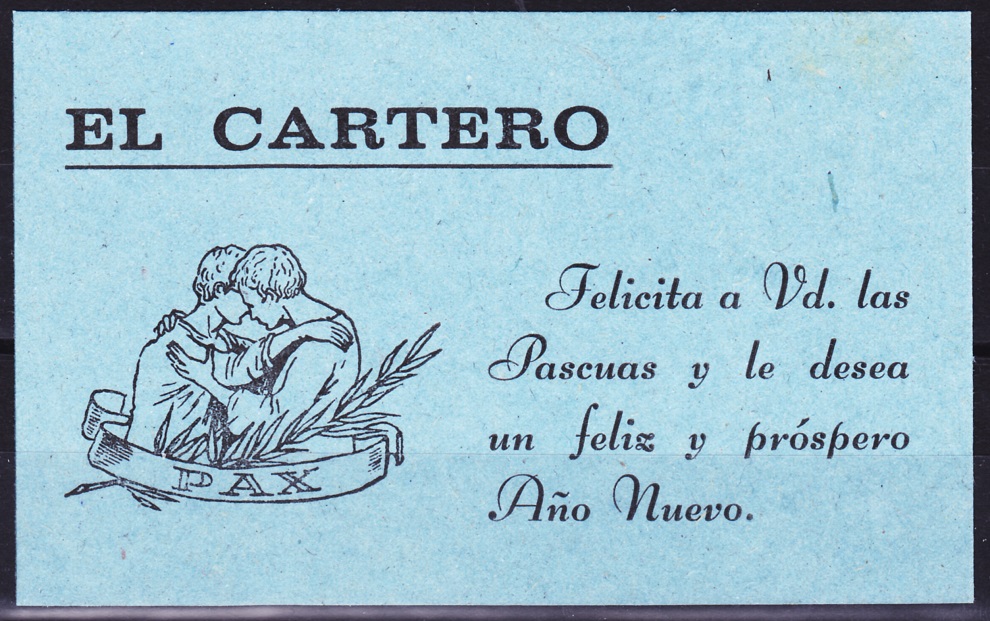 EL CARTERO
Felicita a Vd. las
Pascuas y le desea
un feliz y próspero
Año Nuevo.
PAX